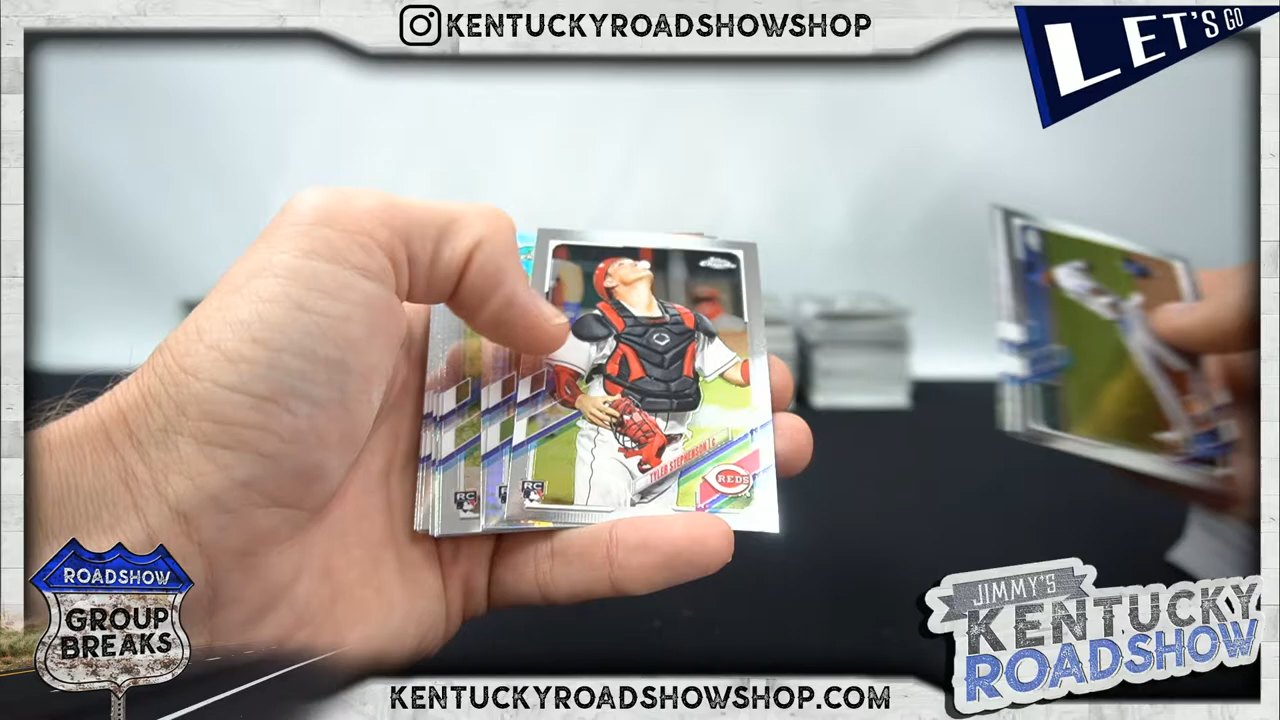 KENTUCKYROADSHOWSHOP
LET'S GO
TYLER STEPHENSON | C
REDS
RC
RC
ROADSHOW
GROUP
BREAKS
JIMMY'S
KENTUCKY
ROADSHOW
KENTUCKYROADSHOWSHOP.COM